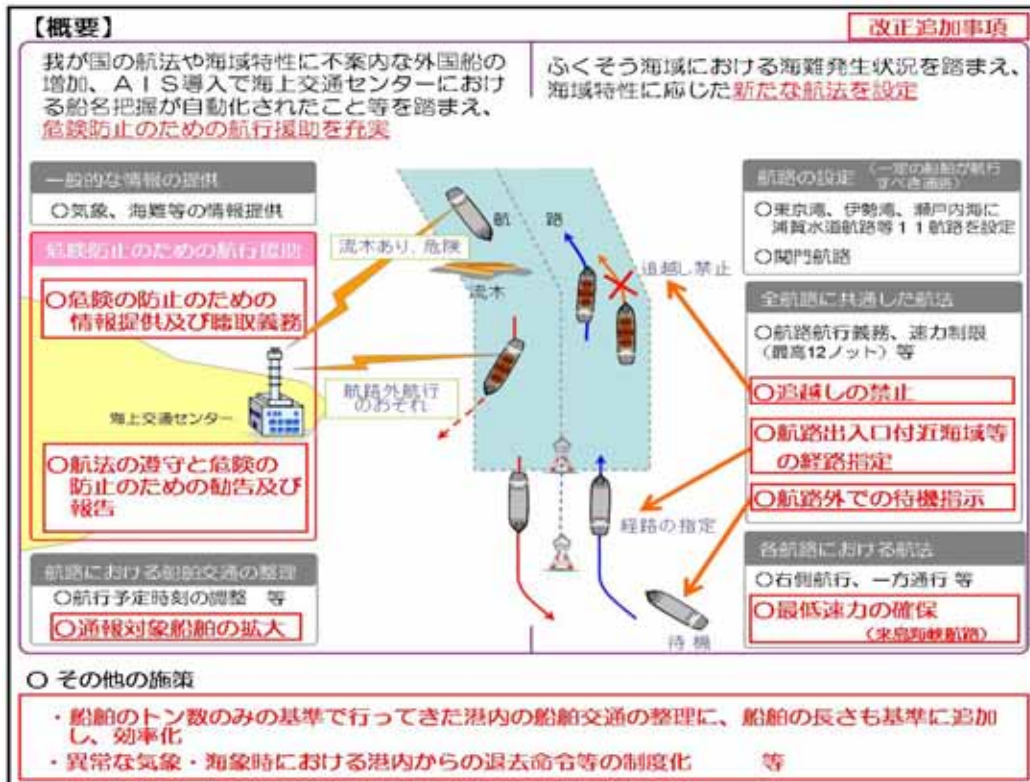 【概要】
改正追加事項
我が国の航法や海域特性に不案内な外国船の
増加、ＡＩＳ導入で海上交通センターにおける
船名把握が自動化されたこと等を踏まえ、
危険防止のための航行援助を充実
ふくそう海域における海難発生状況を踏まえ、
海域特性に応じた新たな航法を設定
一般的な情報の提供
○気象、海難等の情報提供
危険防止のための航行援助
○危険の防止のための
情報提供及び聴取義務
海上交通センター
○航法の遵守と危険の
防止のための勧告及び
報告
航路における船舶交通の整理
○航行予定時刻の調整　等
○通報対象船舶の拡大
航　路
流木あり、危険
流木
航路外航行
のおそれ
追越し禁止
経路の指定
待機
航路の設定（一定の船舶が航行
すべき通路）
○東京湾、伊勢湾、瀬戸内海に
浦賀水道航路等１１航路を設定
○関門航路
全航路に共通した航法
○航路航行義務、速力制限
（最高12ノット）等
○追越しの禁止
○航路出入口付近海域等
の経路指定
○航路外での待機指示
各航路における航法
○右側航行、一方通行 等
○最低速力の確保
（来島海峡航路）
○ その他の施策
・船舶のトン数のみの基準で行ってきた港内の船舶交通の整理に、船舶の長さも基準に追加
し、効率化
・異常な気象・海象時における港内からの退去命令等の制度化　　等